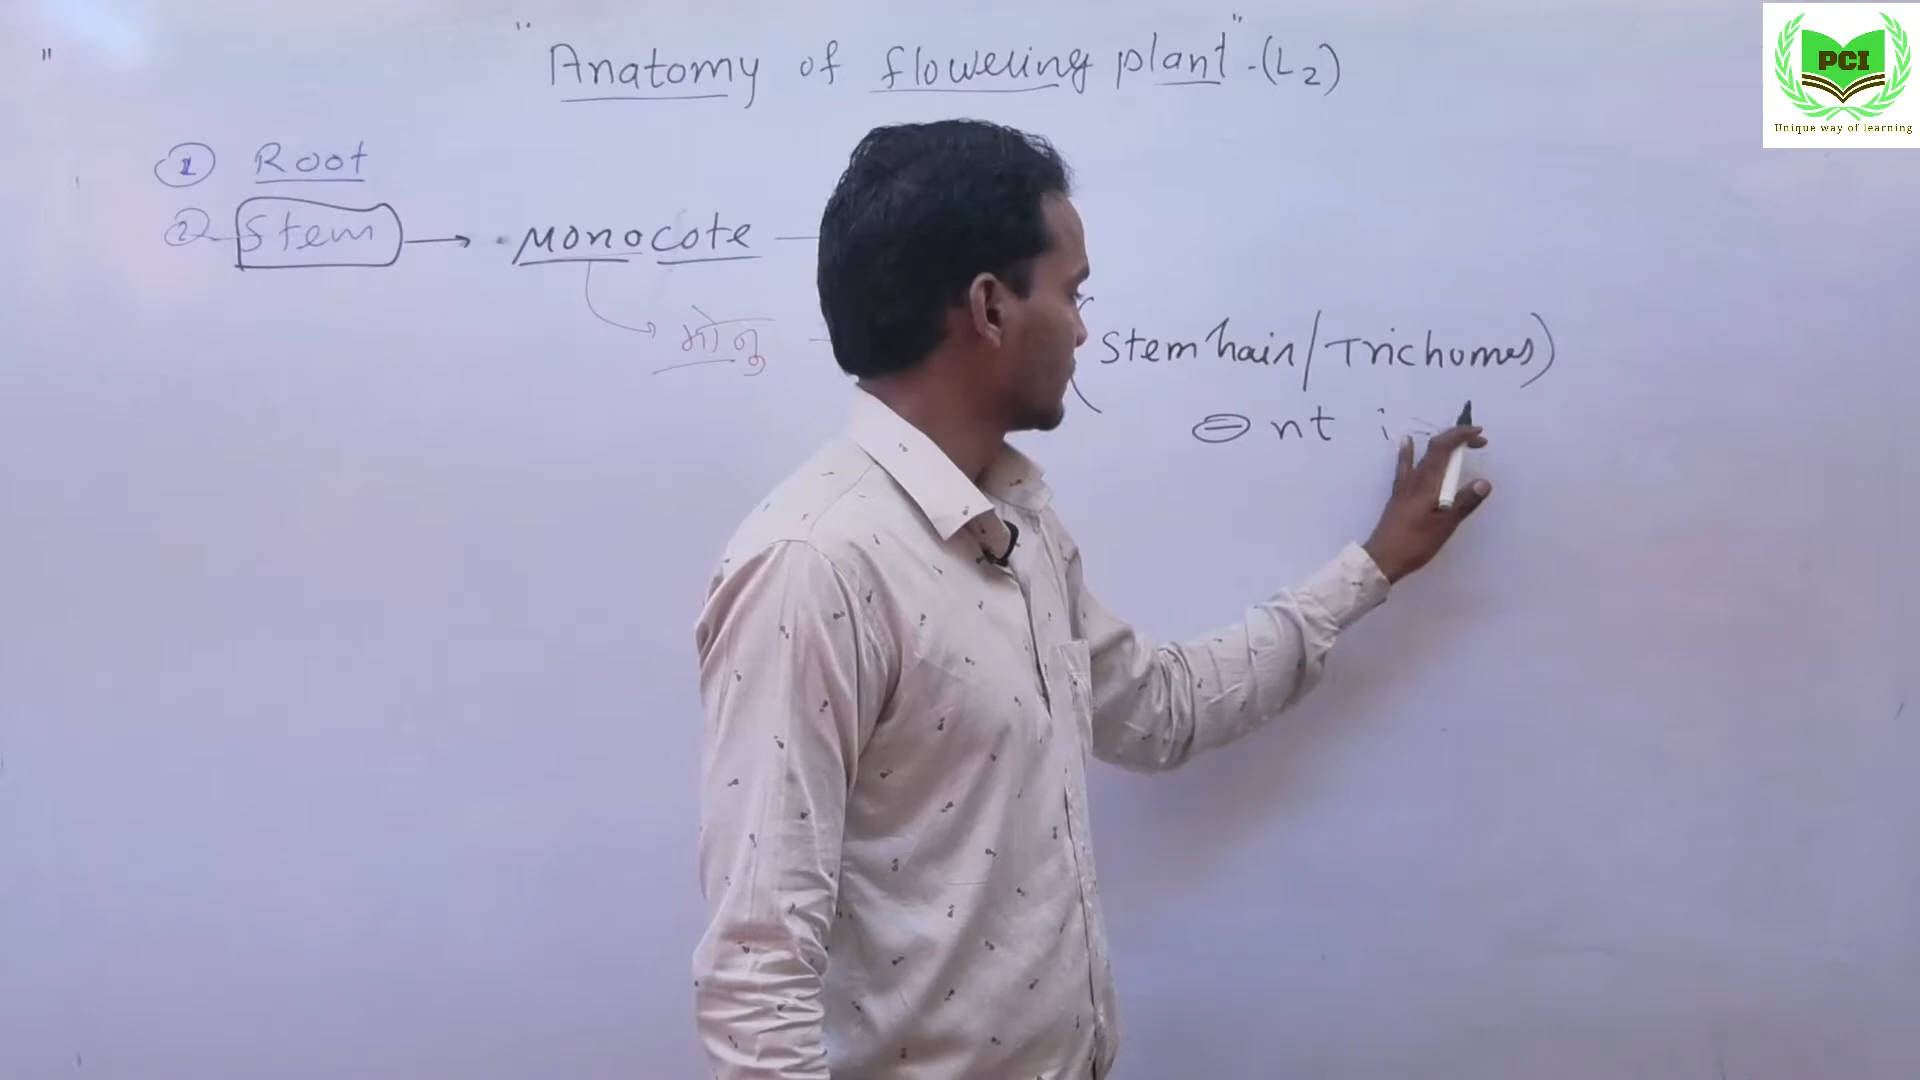 "Anatomy of flowering plant" -(L2)
① Root
② Stem → Monocote
मोनु
Stem hair/Trichomes)
⊖nt
PCI
Unique way of learning